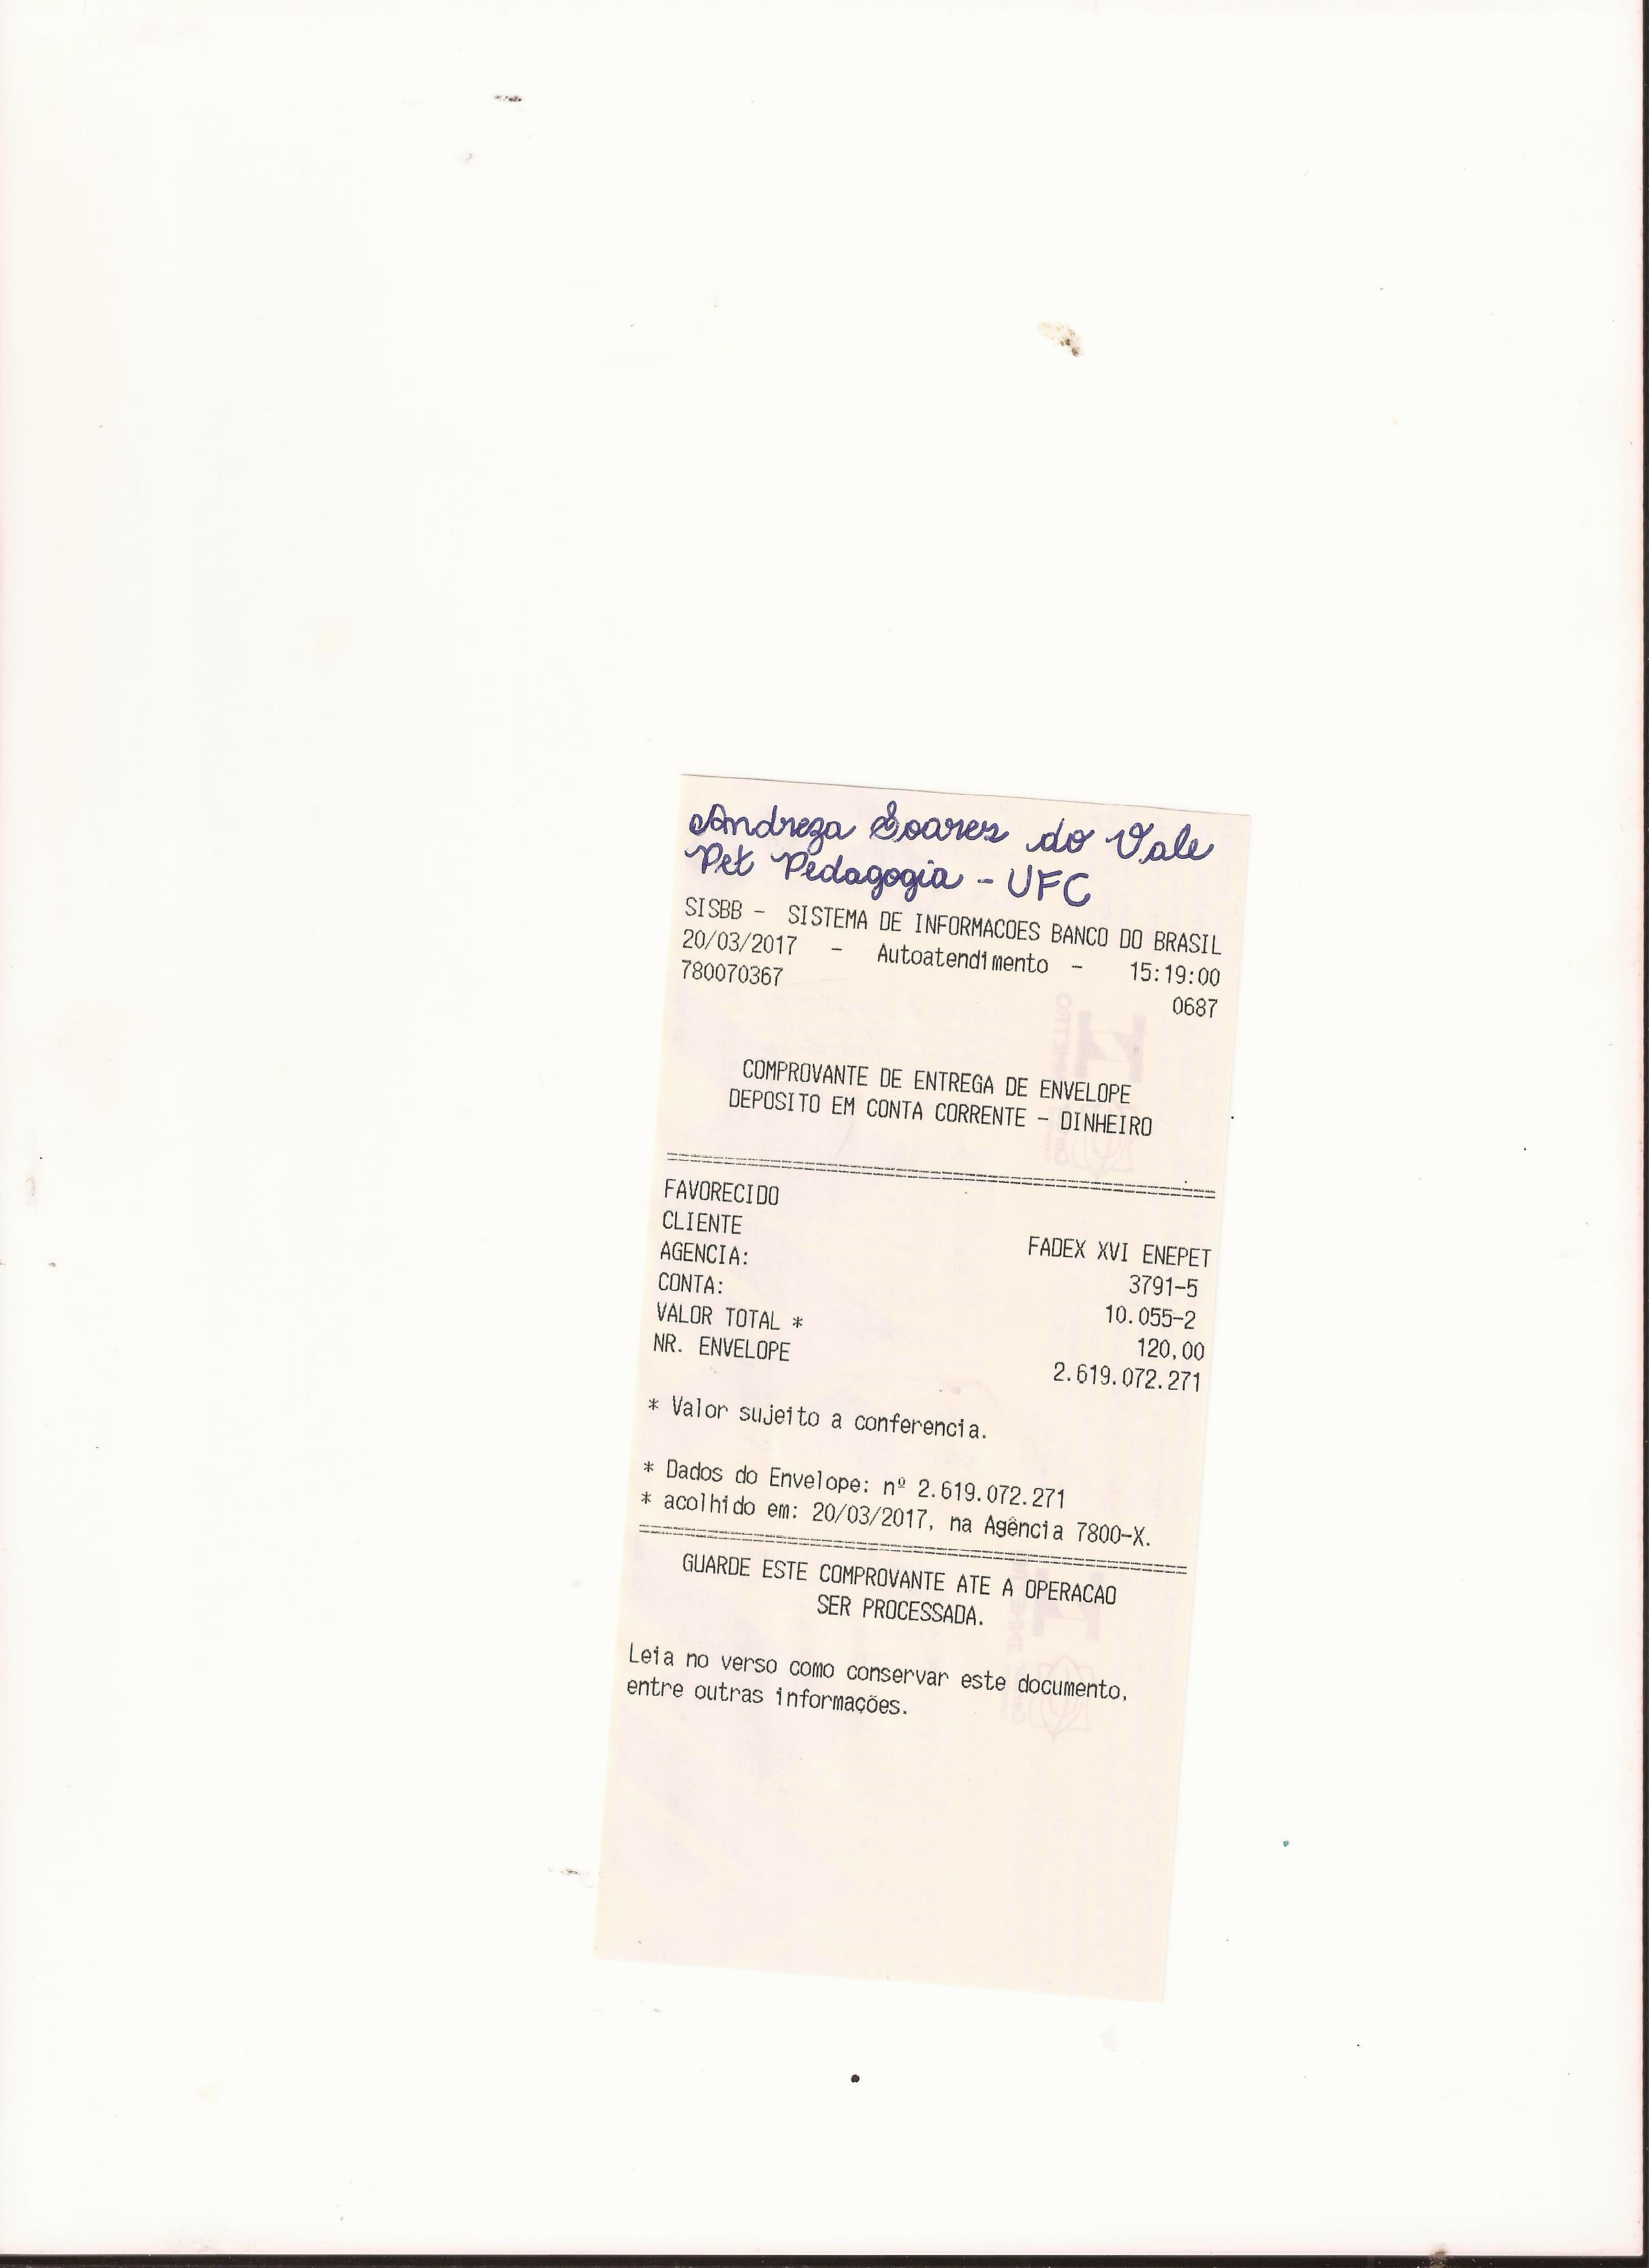 Andreza Soares do Vale
Pet Pedagogia - UFC
SISBB - SISTEMA DE INFORMACOES BANCO DO BRASIL
20/03/2017 - Autoatendimento - 15:19:00
780070367 0687
COMPROVANTE DE ENTREGA DE ENVELOPE
DEPOSITO EM CONTA CORRENTE - DINHEIRO
FAVORECIDO
CLIENTE FADEX XVI ENEPET
AGENCIA: 3791-5
CONTA: 10.055-2
VALOR TOTAL * 120,00
NR. ENVELOPE 2.619.072.271
* Valor sujeito a conferencia.
* Dados do Envelope: nº 2.619.072.271
* acolhido em: 20/03/2017, na Agência 7800-X.
GUARDE ESTE COMPROVANTE ATE A OPERACAO
SER PROCESSADA.
Leia no verso como conservar este documento,
entre outras informações.